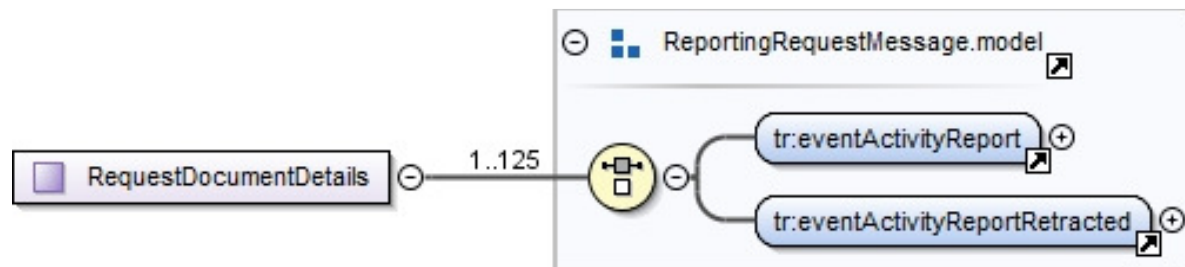 ReportingRequestMessage.model
RequestDocumentDetails
1..125
tr:eventActivityReport
tr:eventActivityReportRetracted